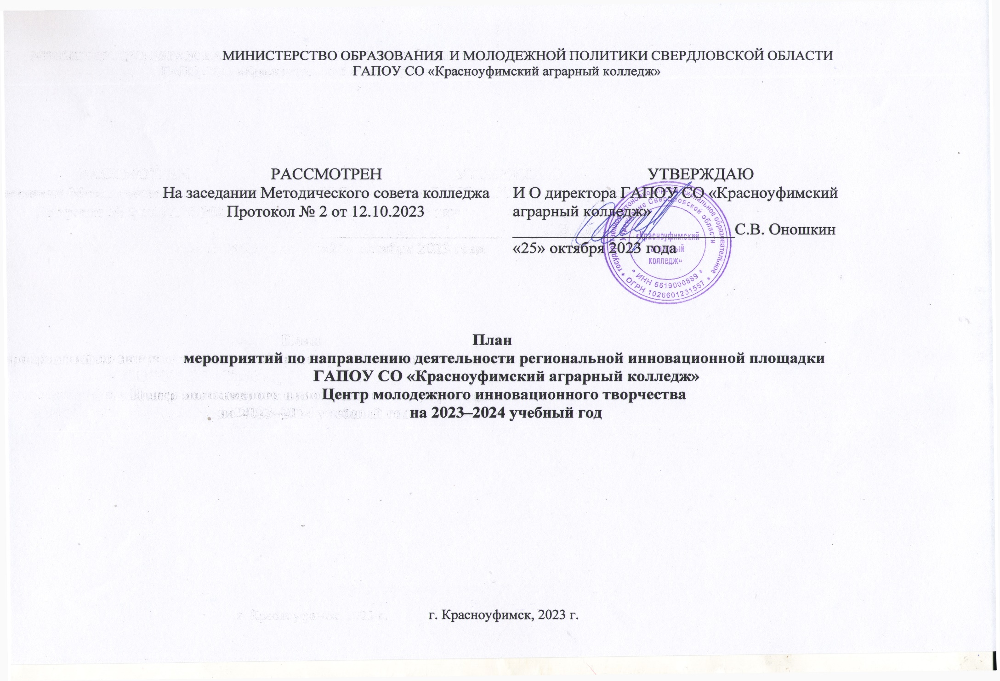 МИНИСТЕРСТВО ОБРАЗОВАНИЯ И МОЛОДЕЖНОЙ ПОЛИТИКИ СВЕРДЛОВСКОЙ ОБЛАСТИ
ГАПОУ СО «Красноуфимский аграрный колледж»
РАССМОТРЕН
На заседании Методического совета колледжа
Протокол № 2 от 12.10.2023
УТВЕРЖДАЮ
И О директора ГАПОУ СО «Красноуфимский
аграрный колледж»
С.В. Оношкин
«25» октября 2023 года
государственное автономное профессиональное образовательное
учреждение Свердловской области
«Красноуфимский
аграрный
колледж»
* ИНН 6619000889 *
* ОГРН 1026601231557 *
План
мероприятий по направлению деятельности региональной инновационной площадки
ГАПОУ СО «Красноуфимский аграрный колледж»
Центр молодежного инновационного творчества
на 2023–2024 учебный год
г. Красноуфимск, 2023 г.